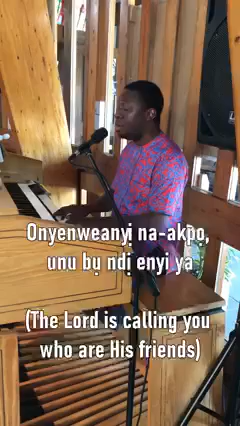 Onyenweanyị na-akpọ,
unu bụ ndị enyi ya
(The Lord is calling you
who are His friends)